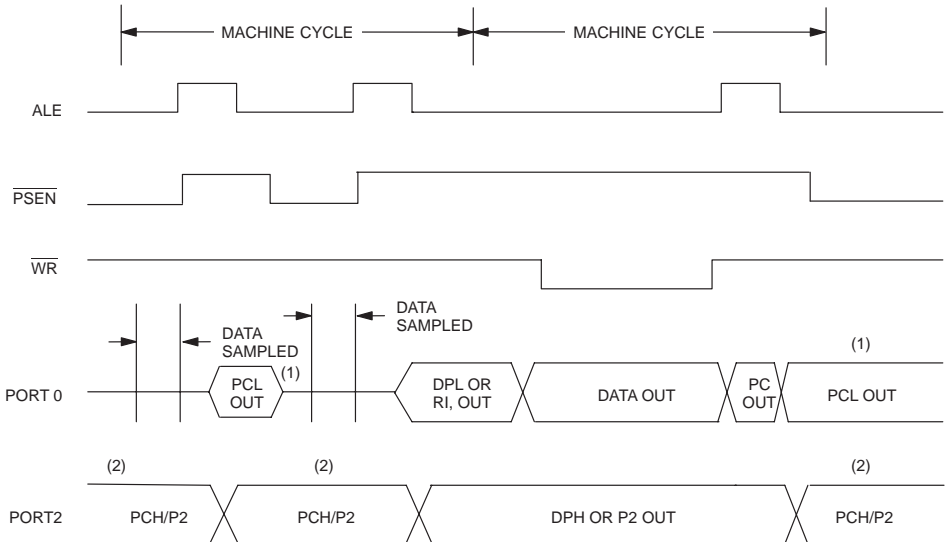 MACHINE CYCLE MACHINE CYCLE
ALE
PSEN
WR
DATA
SAMPLED
DATA
SAMPLED
(1)
(1)
PORT 0
PCL
OUT
DPL OR
RI, OUT
DATA OUT
PC
OUT
PCL OUT
(2) (2) (2)
PORT2 PCH/P2 PCH/P2 DPH OR P2 OUT PCH/P2